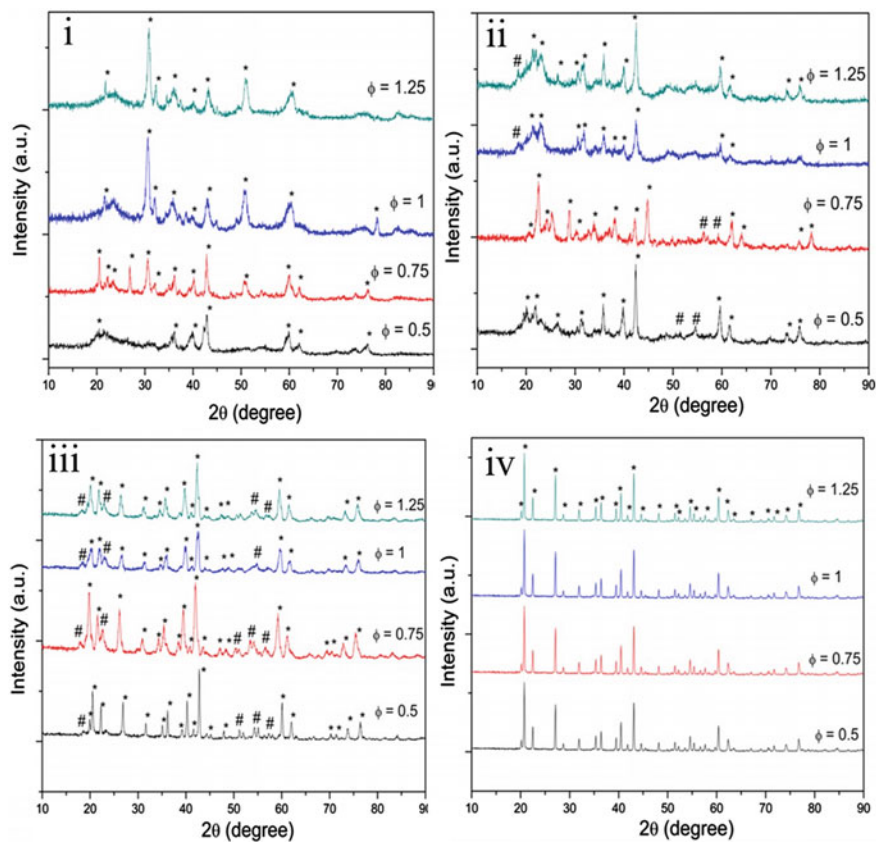 i
* * * * * * * *
ϕ = 1.25
* * * * * * * * *
ϕ = 1
* * * * * * * * * * * * *
ϕ = 0.75
* * * * * * *
ϕ = 0.5
Intensity (a.u.)
10 20 30 40 50 60 70 80 90
2θ (degree)
ii
#
ϕ = 1.25
#
ϕ = 1
# #
ϕ = 0.75
# #
ϕ = 0.5
Intensity (a.u.)
10 20 30 40 50 60 70 80 90
2θ (degree)
iii
# # # #
ϕ = 1.25
# # #
ϕ = 1
# # # # #
ϕ = 0.75
# # # #
ϕ = 0.5
Intensity (a.u.)
10 20 30 40 50 60 70 80 90
2θ (degree)
iv
ϕ = 1.25
ϕ = 1
ϕ = 0.75
ϕ = 0.5
Intensity (a.u.)
10 20 30 40 50 60 70 80 90
2θ (degree)